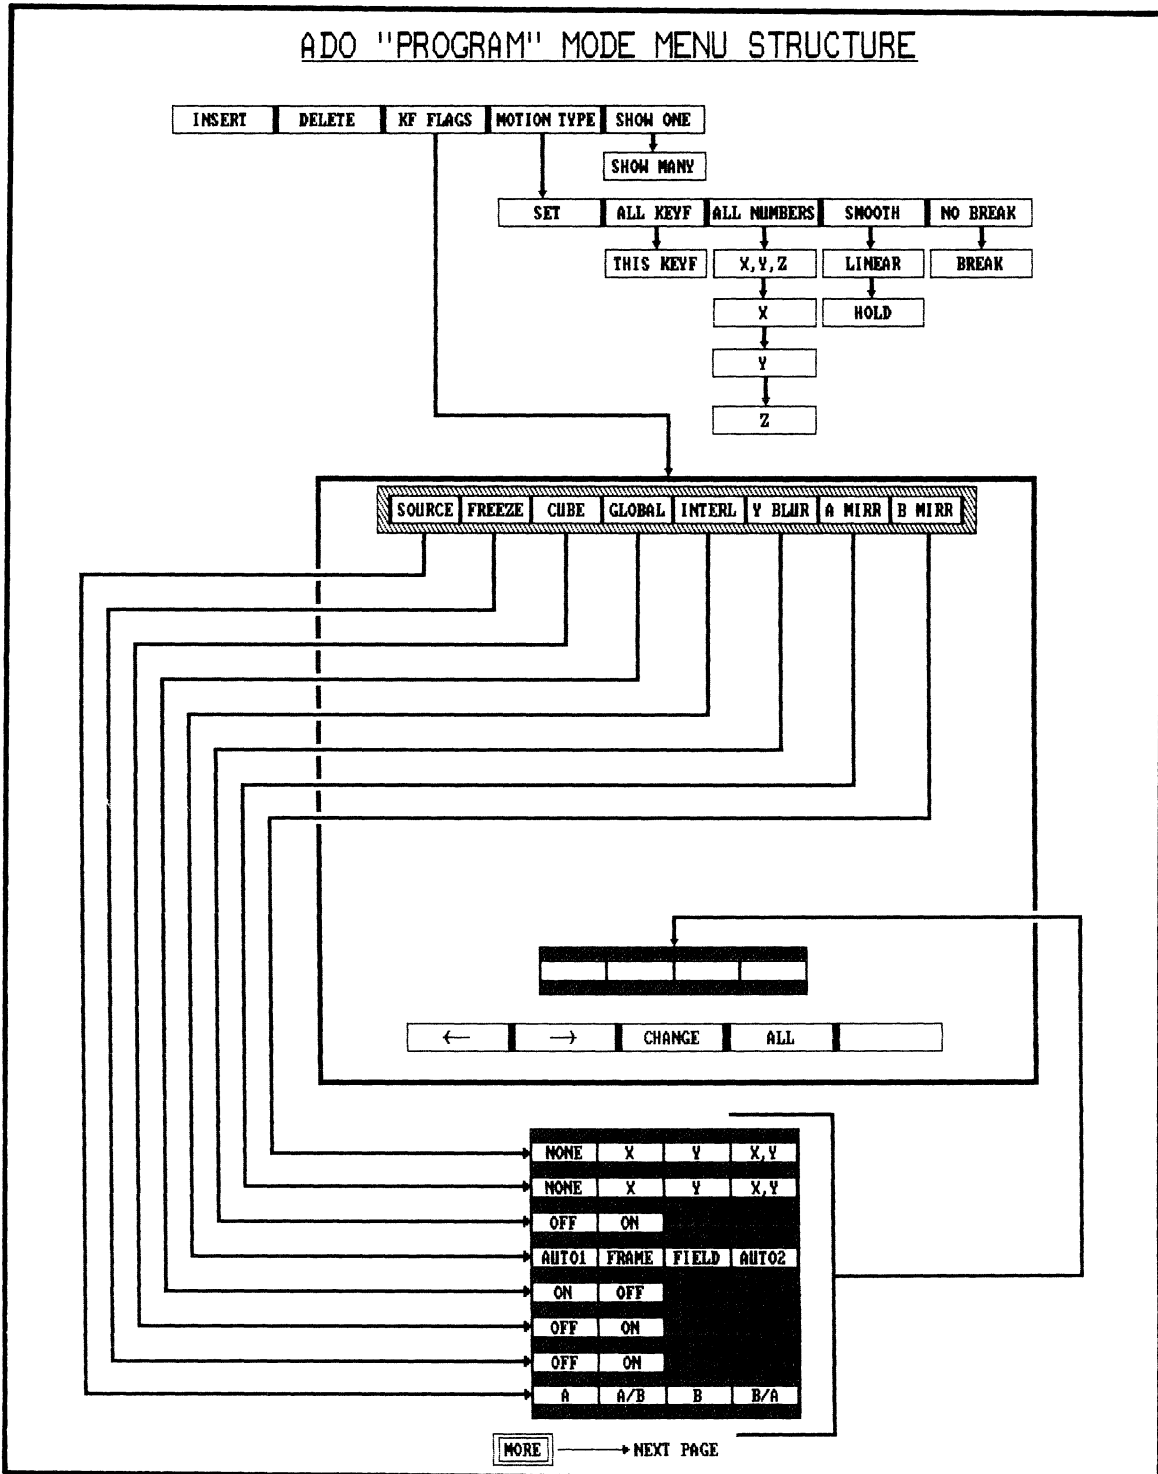 ADO "PROGRAM" MODE MENU STRUCTURE
INSERT DELETE KF FLAGS MOTION TYPE SHOW ONE
SHOW MANY
SET ALL KEYF ALL NUMBERS SMOOTH NO BREAK
THIS KEYF X,Y,Z LINEAR BREAK
X HOLD
Y
Z
SOURCE FREEZE CUBE GLOBAL INTERL Y BLUR A MIRR B MIRR
← → CHANGE ALL
NONE X Y X,Y
NONE X Y X,Y
OFF ON
AUTO1 FRAME FIELD AUTO2
ON OFF
OFF ON
OFF ON
A A/B B B/A
MORE NEXT PAGE